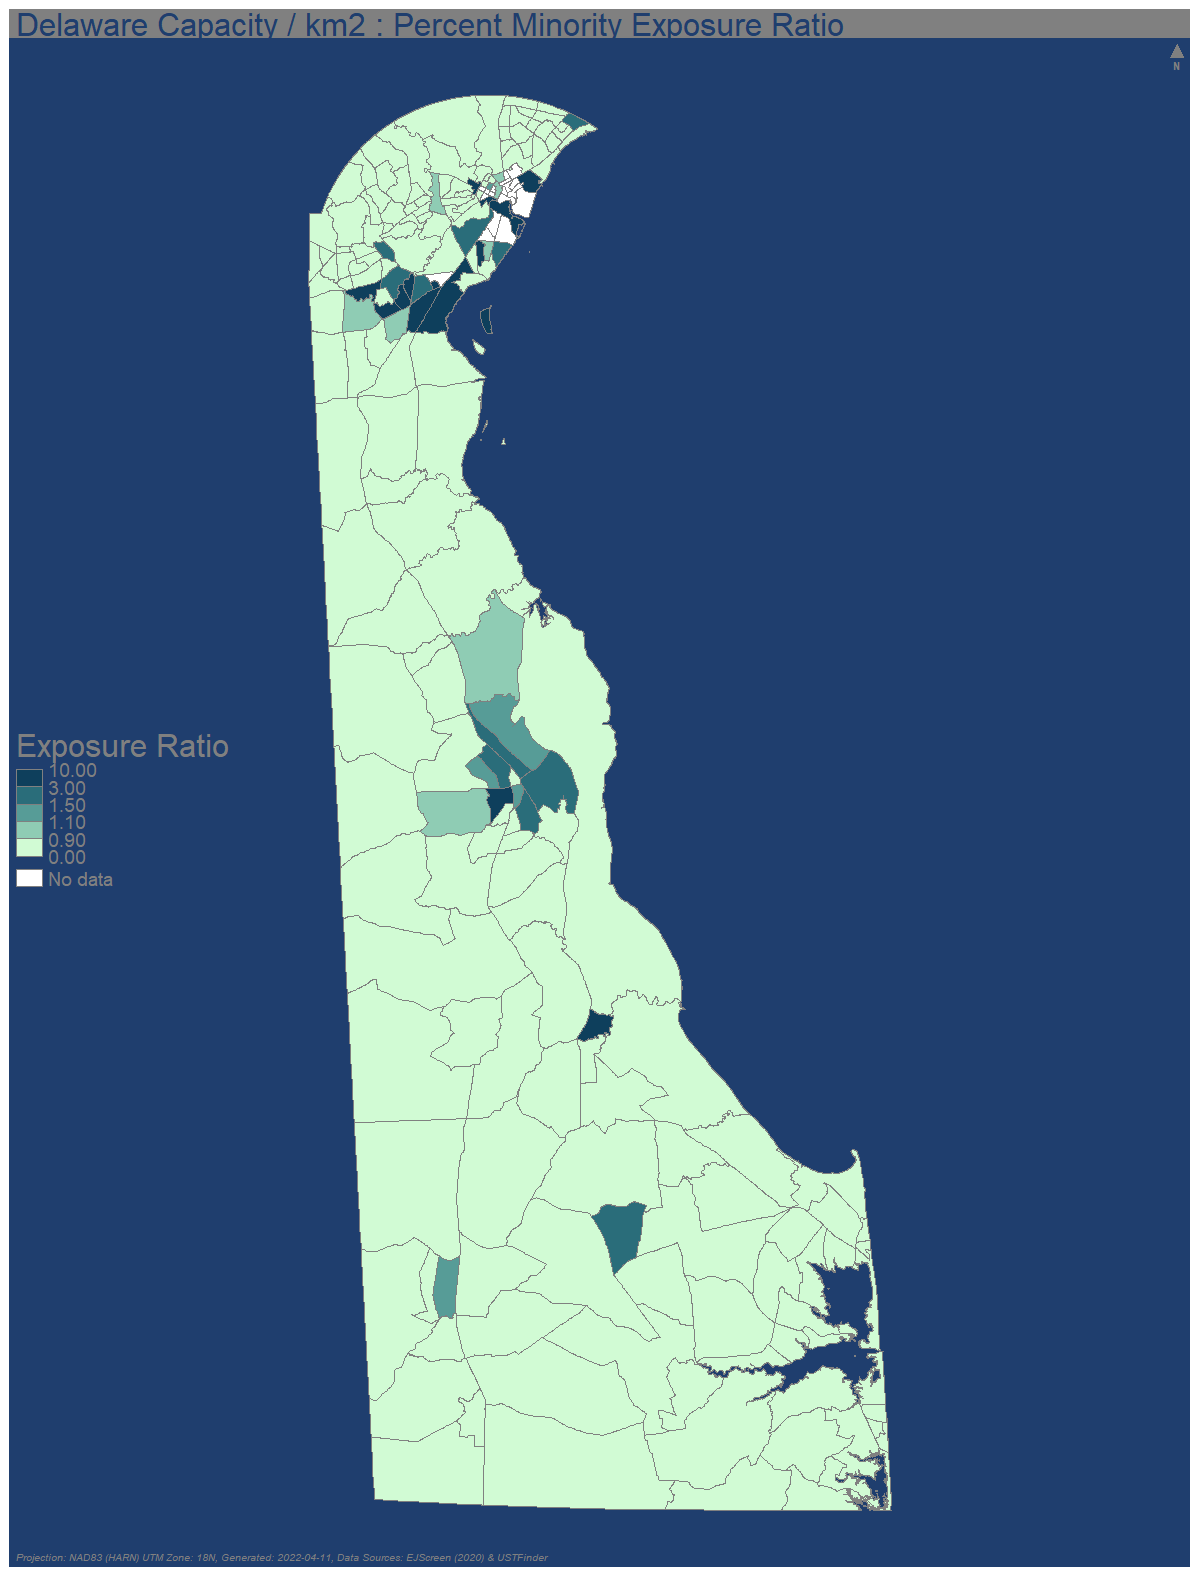 Delaware Capacity / km2 : Percent Minority Exposure Ratio
N
Exposure Ratio
10.00
3.00
1.50
1.10
0.90
0.00
No data
Projection: NAD83 (HARN) UTM Zone: 18N, Generated: 2022-04-11, Data Sources: EJScreen (2020) & USTFinder